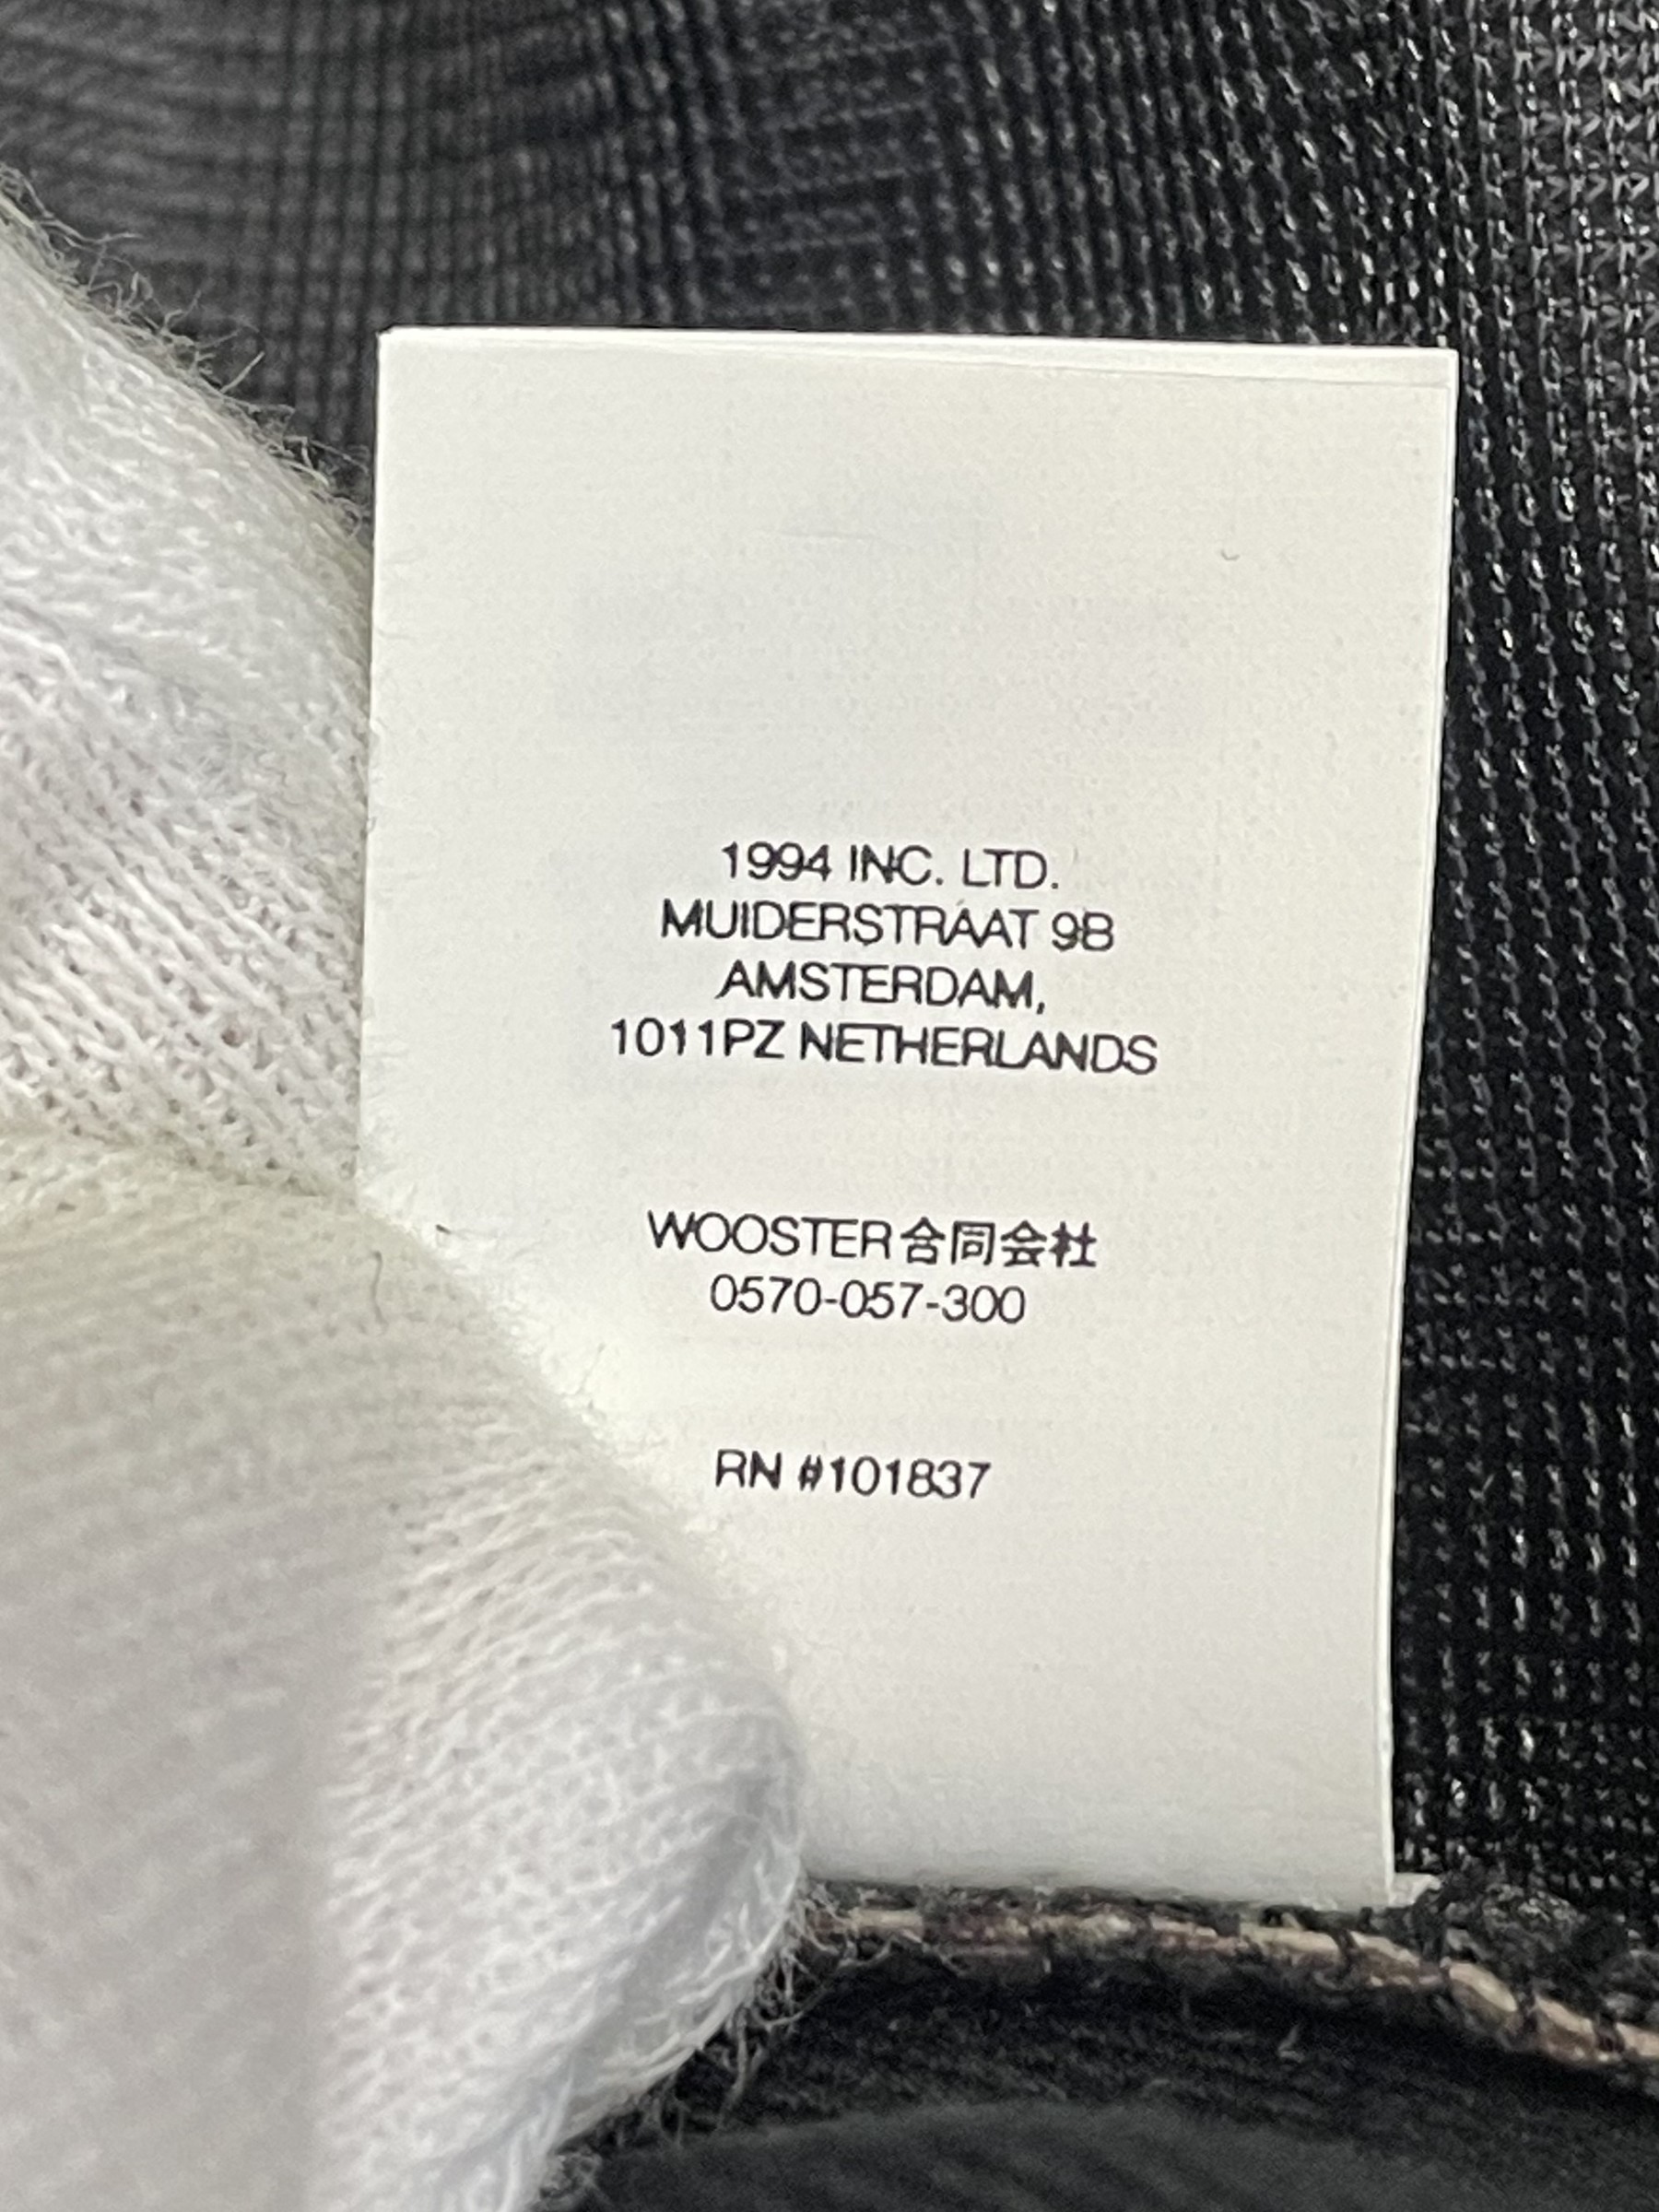 1994 INC. LTD.
MUIDERSTRAAT 9B
AMSTERDAM,
1011PZ NETHERLANDS
WOOSTER合同会社
0570-057-300
RN #101837